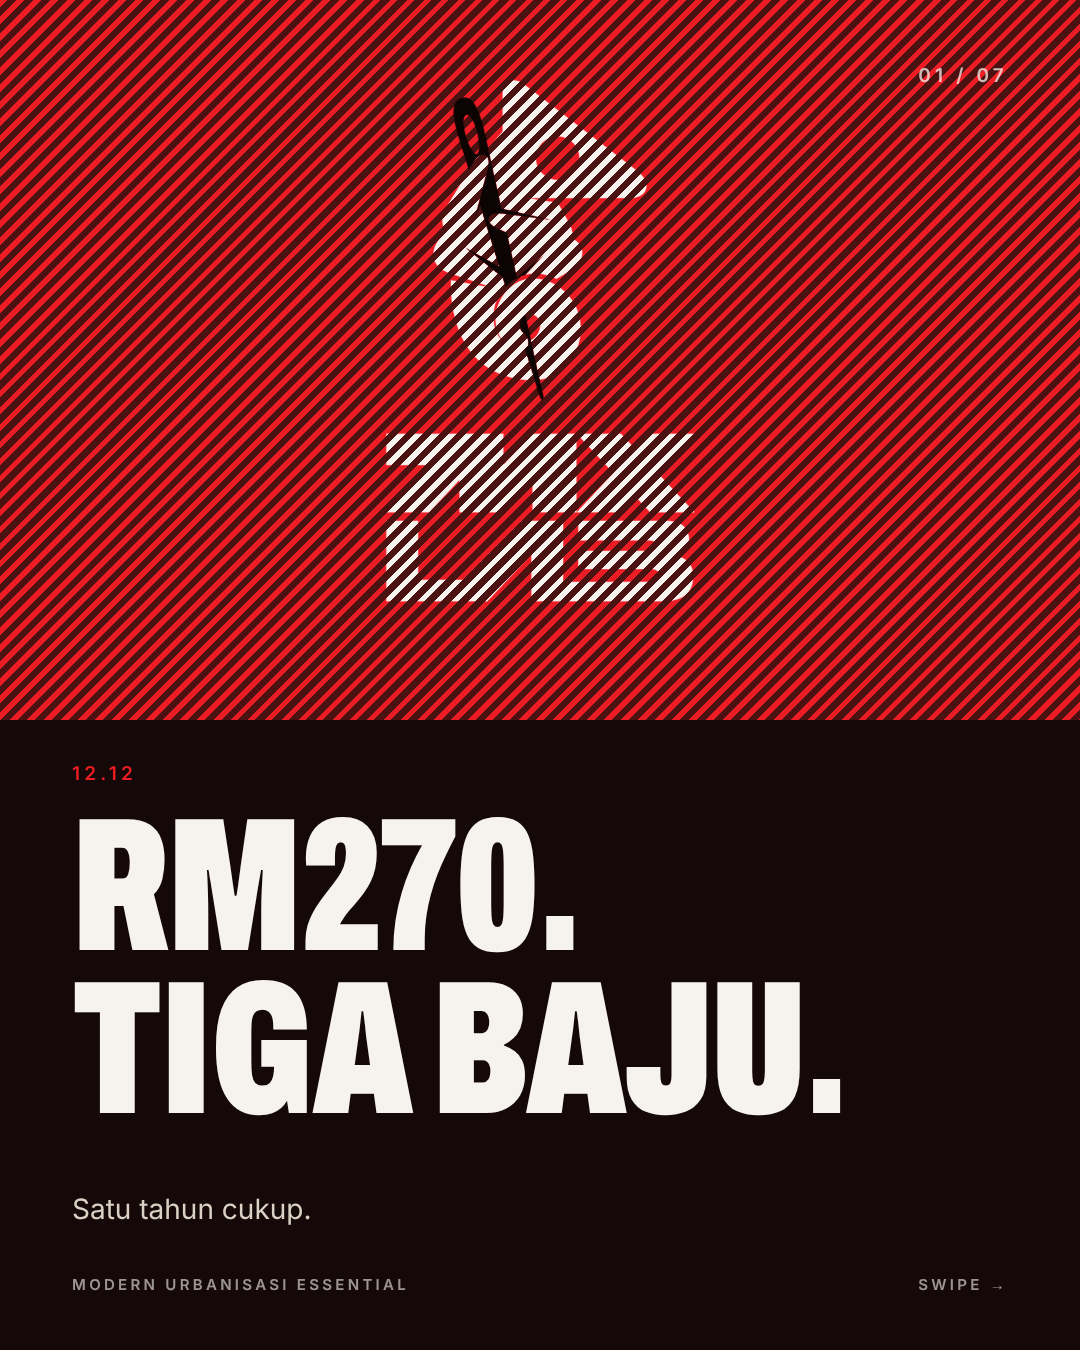 01 / 07
12.12
RM270.
TIGA BAJU.
Satu tahun cukup.
MODERN URBANISASI ESSENTIAL
SWIPE →